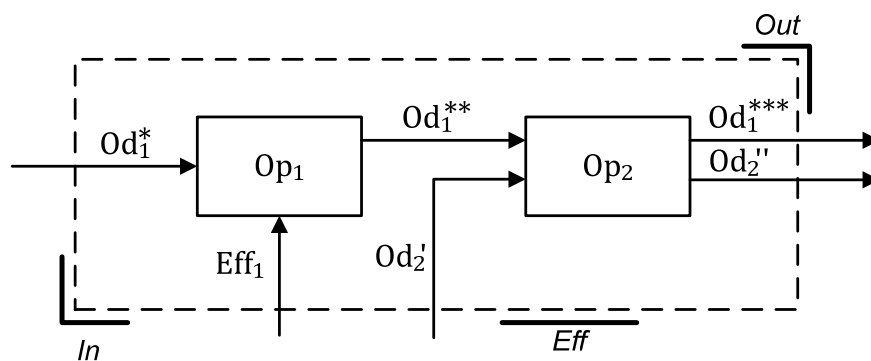 Out
Od₁*
Op₁
Od₁**
Op₂
Od₁***
Od₂''
Eff₁
Od₂'
In
Eff